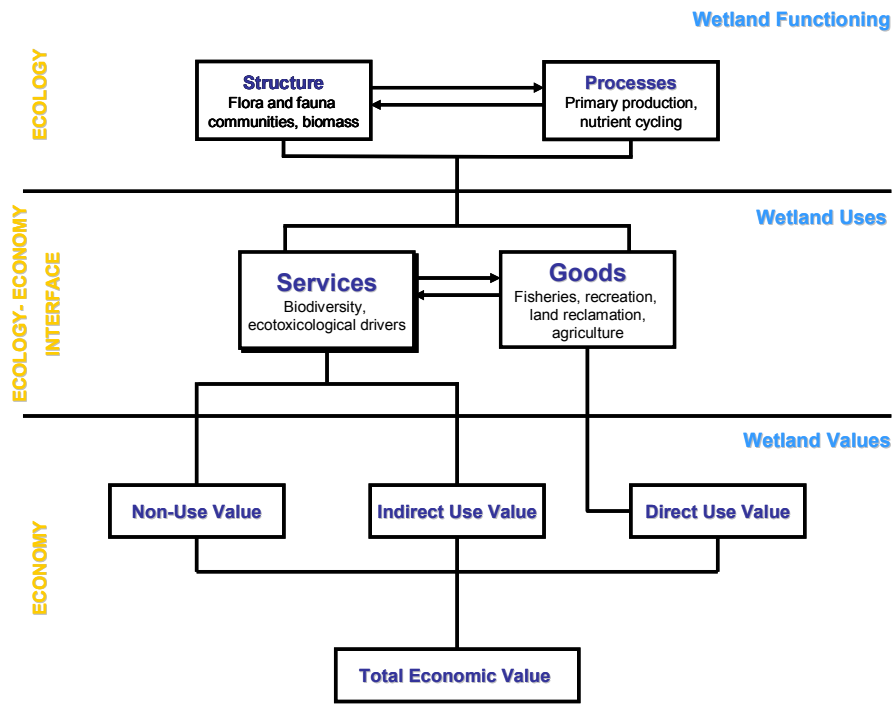 Wetland Functioning
ECOLOGY
Structure
Flora and fauna
communities, biomass
Processes
Primary production,
nutrient cycling
Wetland Uses
ECOLOGY- ECONOMY
INTERFACE
Services
Biodiversity,
ecotoxicological drivers
Goods
Fisheries, recreation,
land reclamation,
agriculture
Wetland Values
ECONOMY
Non-Use Value
Indirect Use Value
Direct Use Value
Total Economic Value